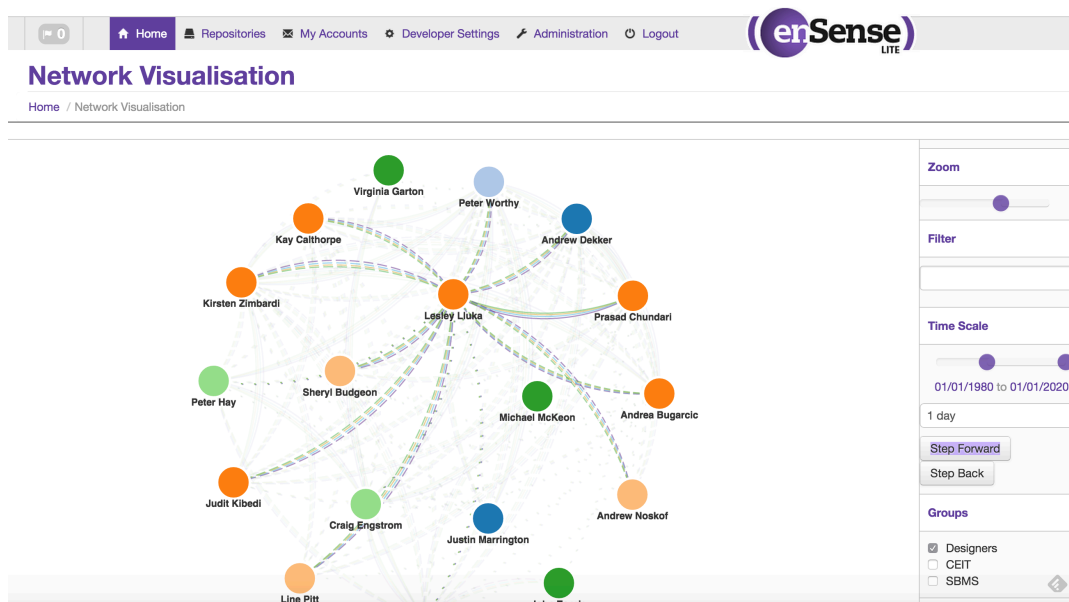 0
Home
Repositories
My Accounts
Developer Settings
Administration
Logout
enSense
LITE
Network Visualisation
Home / Network Visualisation
Virginia Garton
Peter Worthy
Kay Calthorpe
Andrew Dekker
Kirsten Zimbardi
Lesley Lluka
Prasad Chundari
Peter Hay
Sheryl Budgeon
Michael McKeon
Andrea Bugarcic
Judit Kibedi
Craig Engstrom
Justin Marrington
Andrew Noskof
Line Pitt
Zoom
Filter
Time Scale
01/01/1980 to 01/01/2020
1 day
Step Forward
Step Back
Groups
Designers
CEIT
SBMS